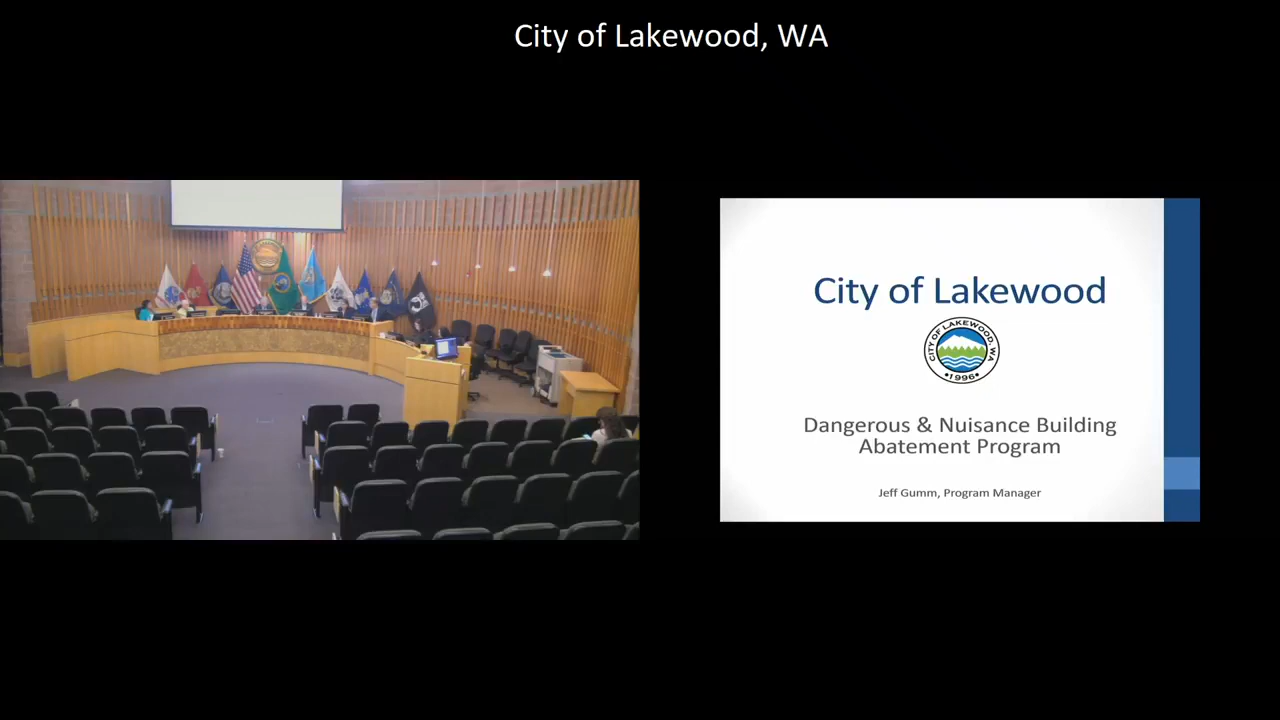 City of Lakewood, WA
City of Lakewood
CITY OF LAKEWOOD, WA
•1996•
Dangerous & Nuisance Building
Abatement Program
Jeff Gumm, Program Manager